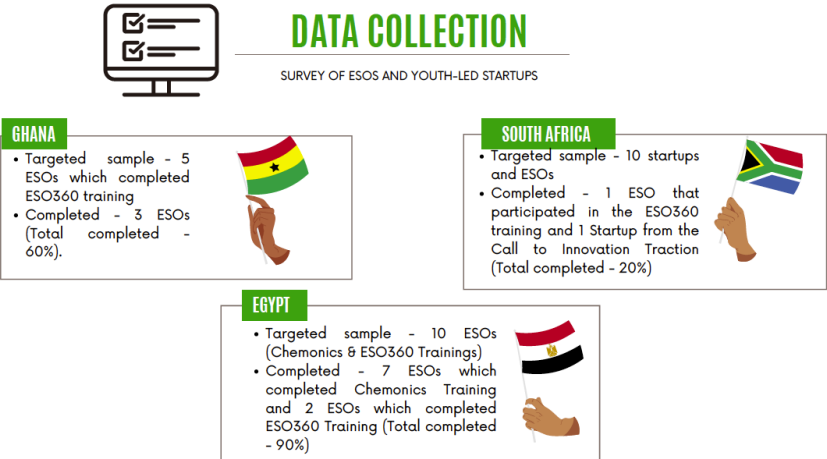 DATA COLLECTION
SURVEY OF ESOS AND YOUTH-LED STARTUPS
GHANA
• Targeted sample - 5
ESOs which completed
ESO360 training
• Completed - 3 ESOs
(Total completed -
60%).
SOUTH AFRICA
• Targeted sample - 10 startups
and ESOs
• Completed - 1 ESO that
participated in the ESO360
training and 1 Startup from the
Call to Innovation Traction
(Total completed - 20%)
EGYPT
• Targeted sample - 10 ESOs
(Chemonics & ESO360 Trainings)
• Completed - 7 ESOs which
completed Chemonics Training
and 2 ESOs which completed
ESO360 Training (Total completed
- 90%)